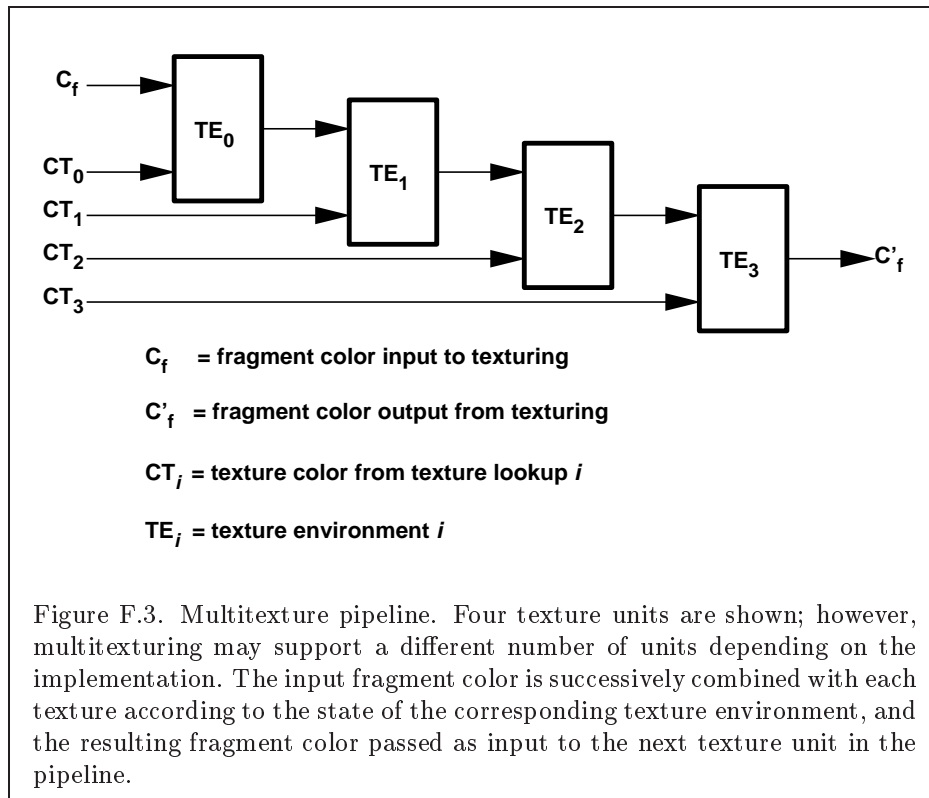 C_f
TE_0
CT_0
TE_1
CT_1
TE_2
CT_2
TE_3
C'_f
CT_3
C_f = fragment color input to texturing
C'_f = fragment color output from texturing
CT_i = texture color from texture lookup i
TE_i = texture environment i
Figure F.3. Multitexture pipeline. Four texture units are shown; however,
multitexturing may support a different number of units depending on the
implementation. The input fragment color is successively combined with each
texture according to the state of the corresponding texture environment, and
the resulting fragment color passed as input to the next texture unit in the
pipeline.